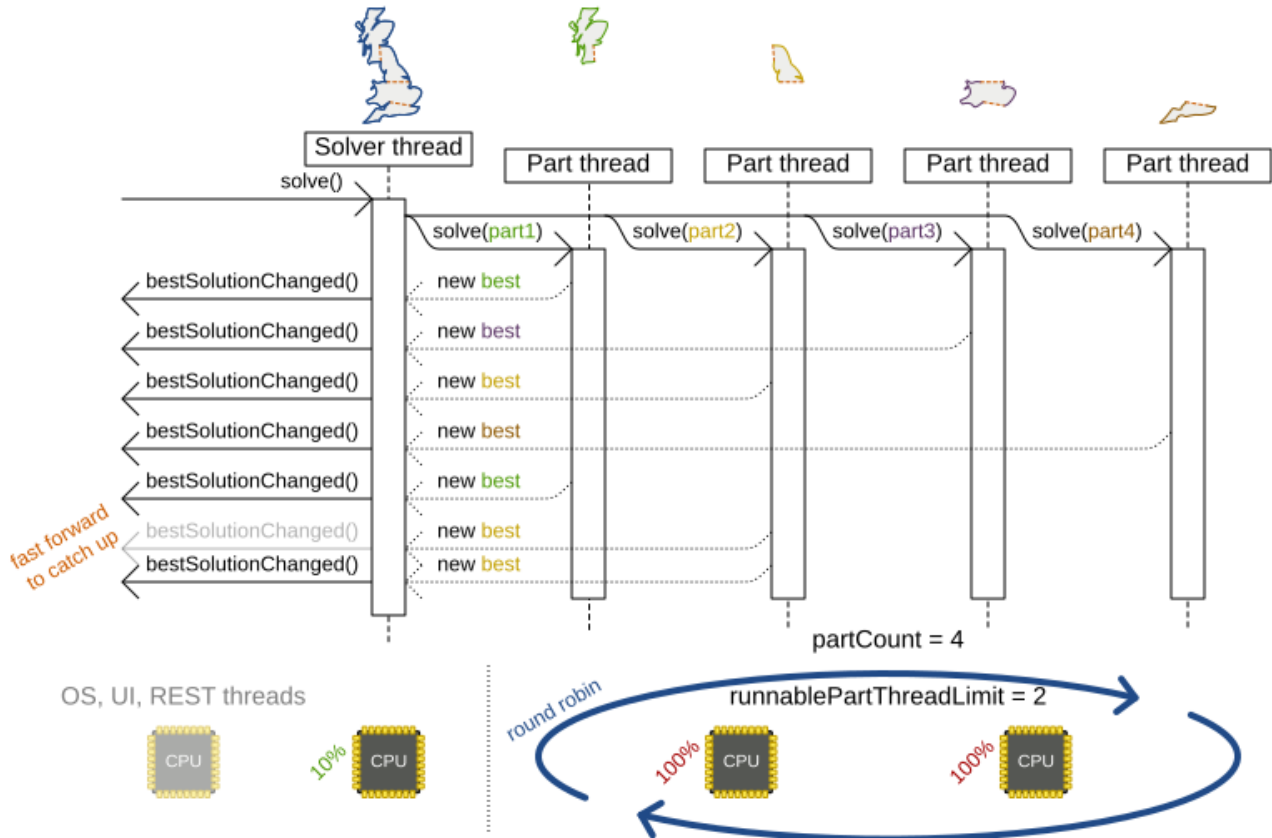 Solver thread
Part thread
Part thread
Part thread
Part thread
solve()
solve(part1)
solve(part2)
solve(part3)
solve(part4)
bestSolutionChanged()
new best
bestSolutionChanged()
new best
bestSolutionChanged()
new best
bestSolutionChanged()
new best
bestSolutionChanged()
new best
bestSolutionChanged()
new best
bestSolutionChanged()
new best
fast forward
to catch up
partCount = 4
OS, UI, REST threads
round robin
runnablePartThreadLimit = 2
CPU
10%
CPU
100%
CPU
100%
CPU